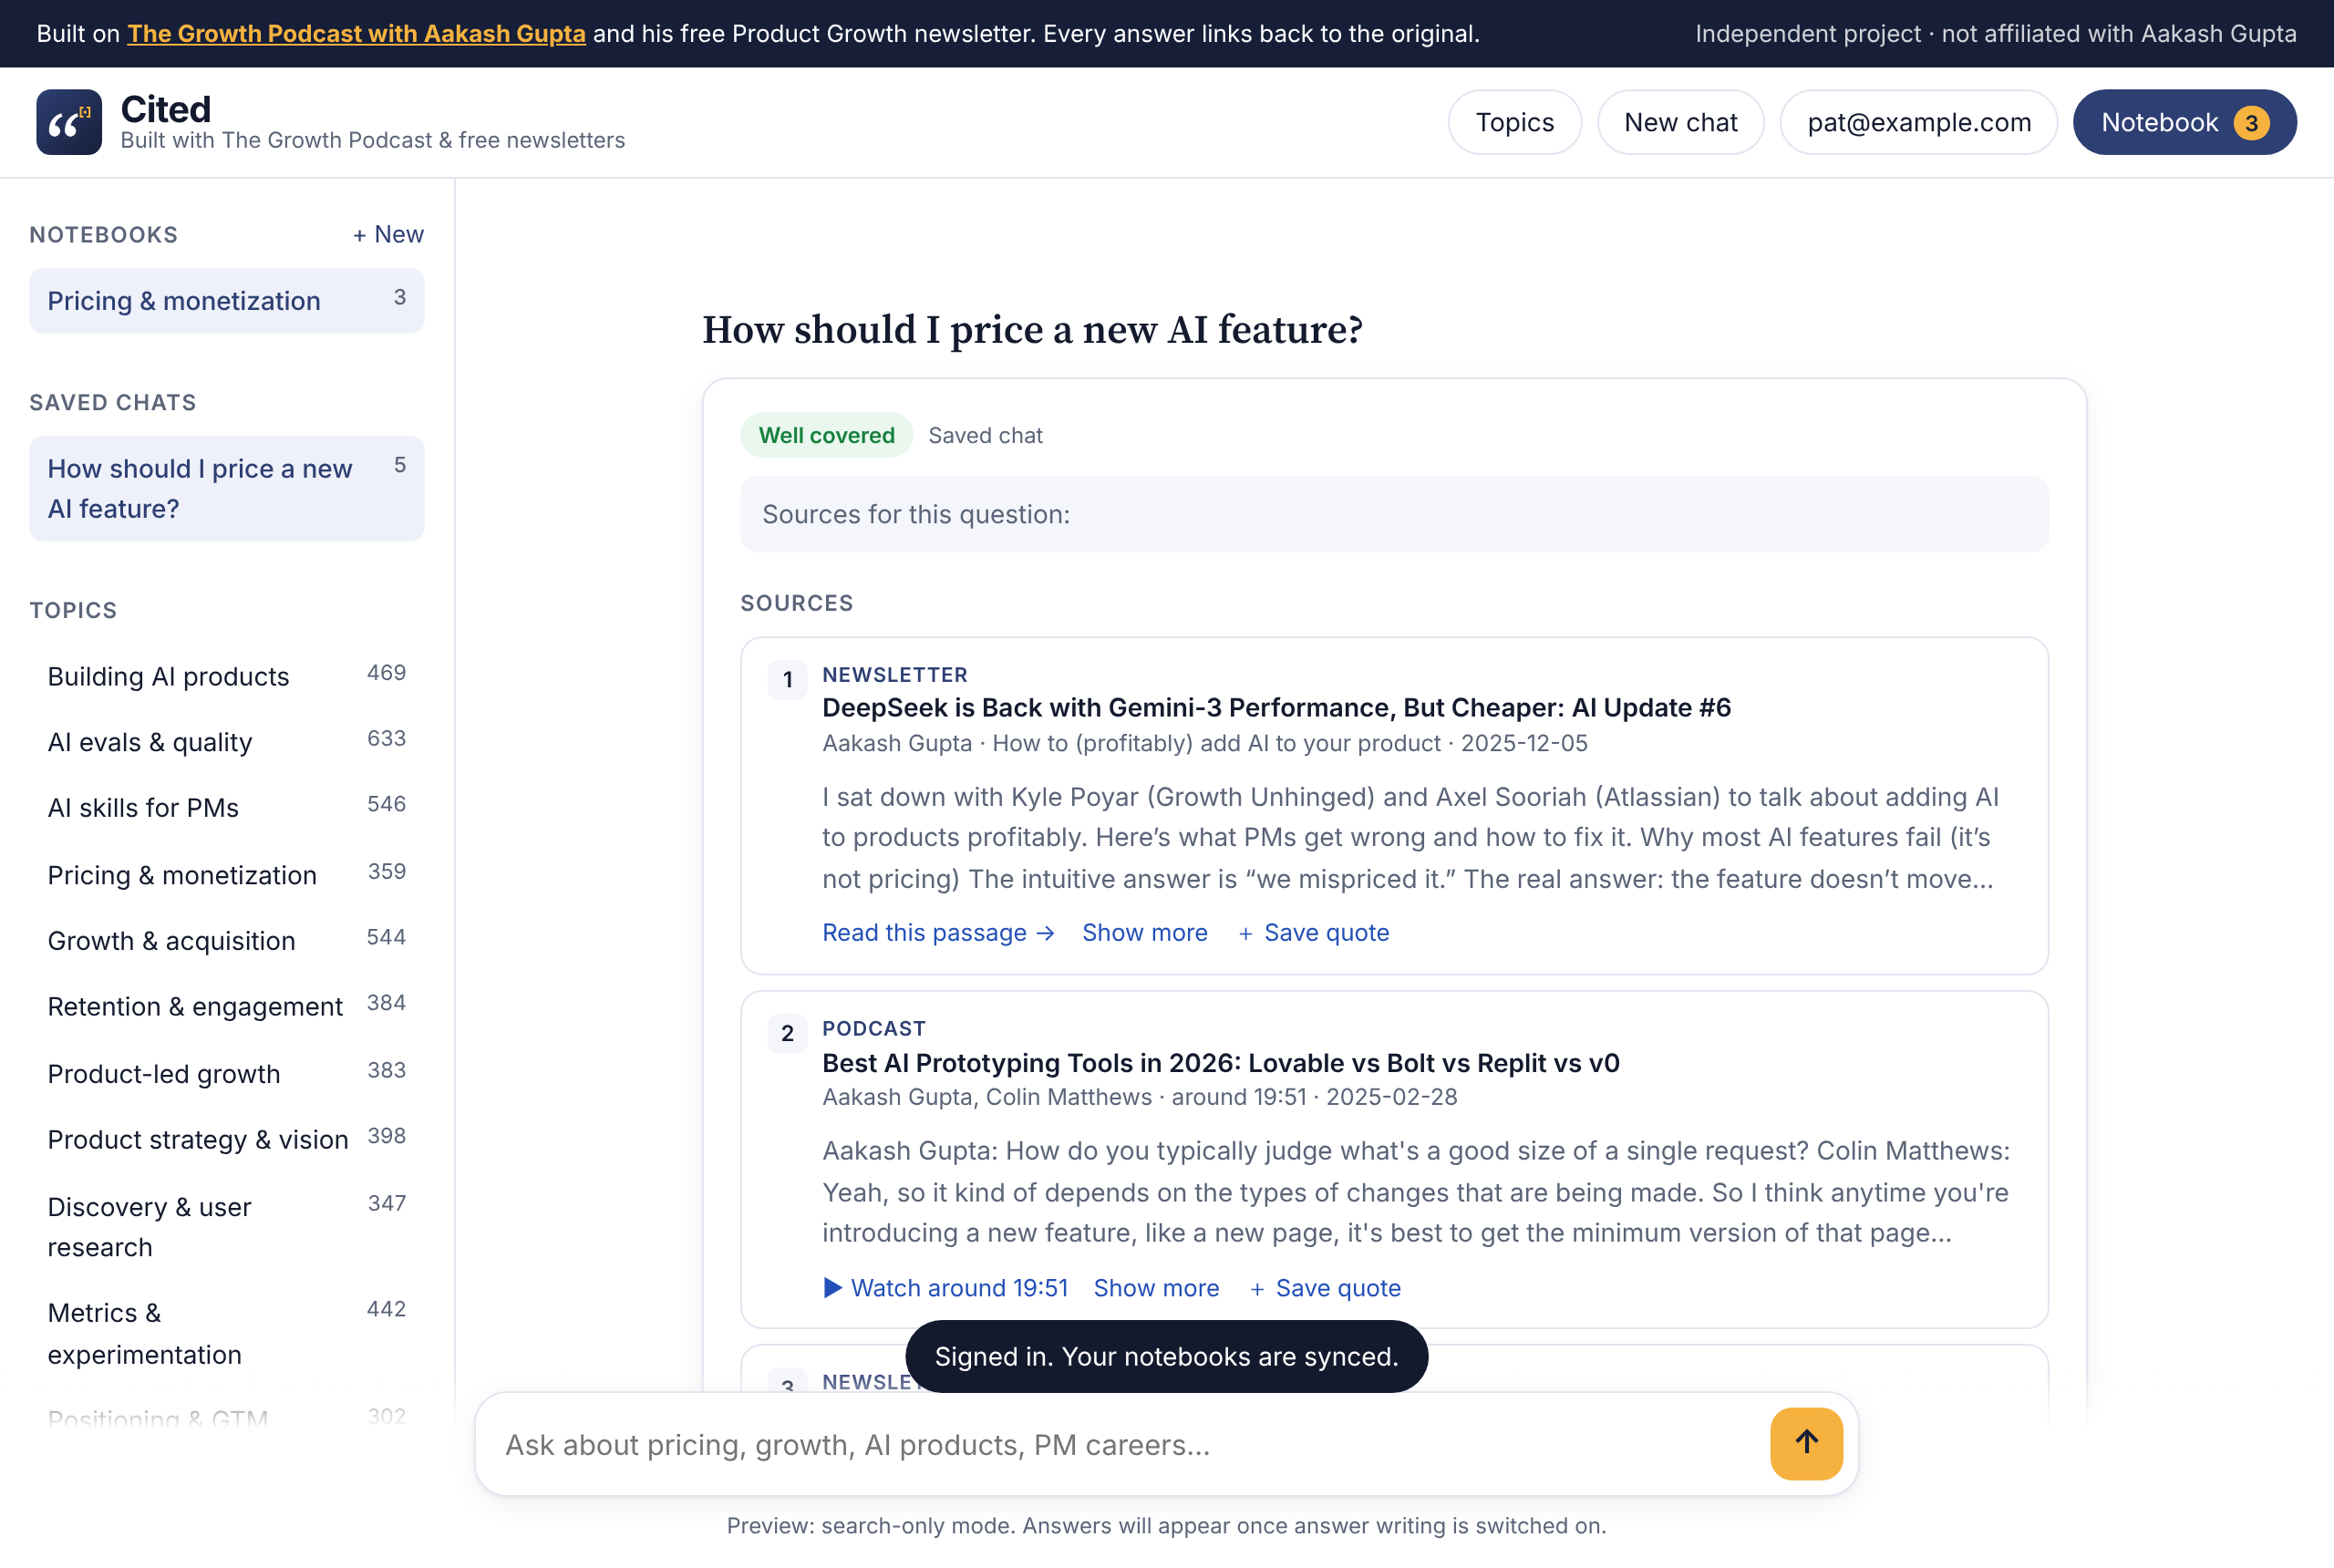 Built on The Growth Podcast with Aakash Gupta and his free Product Growth newsletter. Every answer links back to the original.
Independent project · not affiliated with Aakash Gupta
Cited
Built with The Growth Podcast & free newsletters
Topics
New chat
pat@example.com
Notebook 3
NOTEBOOKS
+ New
Pricing & monetization 3
SAVED CHATS
How should I price a new 5
AI feature?
TOPICS
Building AI products 469
AI evals & quality 633
AI skills for PMs 546
Pricing & monetization 359
Growth & acquisition 544
Retention & engagement 384
Product-led growth 383
Product strategy & vision 398
Discovery & user 347
research
Metrics & 442
experimentation
Positioning & GTM 302
How should I price a new AI feature?
Well covered
Saved chat
Sources for this question:
SOURCES
1
NEWSLETTER
DeepSeek is Back with Gemini-3 Performance, But Cheaper: AI Update #6
Aakash Gupta · How to (profitably) add AI to your product · 2025-12-05
I sat down with Kyle Poyar (Growth Unhinged) and Axel Sooriah (Atlassian) to talk about adding AI
to products profitably. Here’s what PMs get wrong and how to fix it. Why most AI features fail (it’s
not pricing) The intuitive answer is “we mispriced it.” The real answer: the feature doesn’t move...
Read this passage → Show more + Save quote
2
PODCAST
Best AI Prototyping Tools in 2026: Lovable vs Bolt vs Replit vs v0
Aakash Gupta, Colin Matthews · around 19:51 · 2025-02-28
Aakash Gupta: How do you typically judge what's a good size of a single request? Colin Matthews:
Yeah, so it kind of depends on the types of changes that are being made. So I think anytime you're
introducing a new feature, like a new page, it's best to get the minimum version of that page...
▶ Watch around 19:51 Show more + Save quote
3
Signed in. Your notebooks are synced.
Ask about pricing, growth, AI products, PM careers...
Preview: search-only mode. Answers will appear once answer writing is switched on.